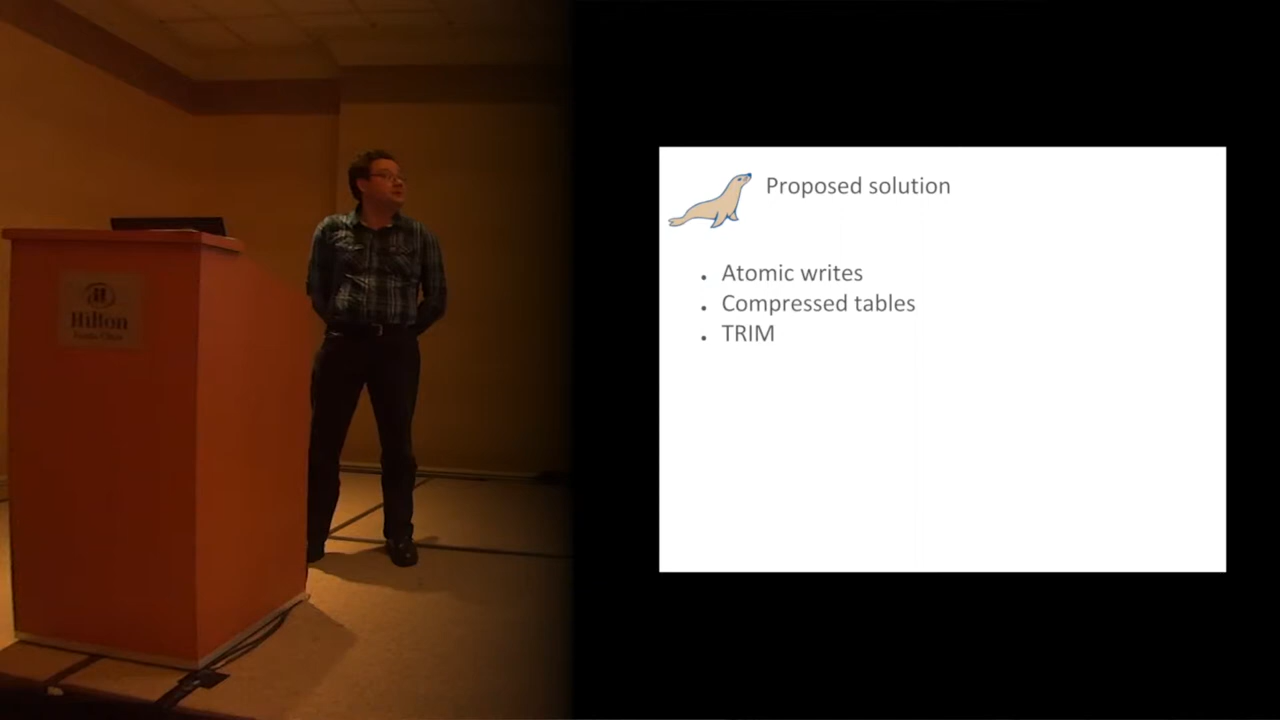 Hilton
Proposed solution
Atomic writes
Compressed tables
TRIM